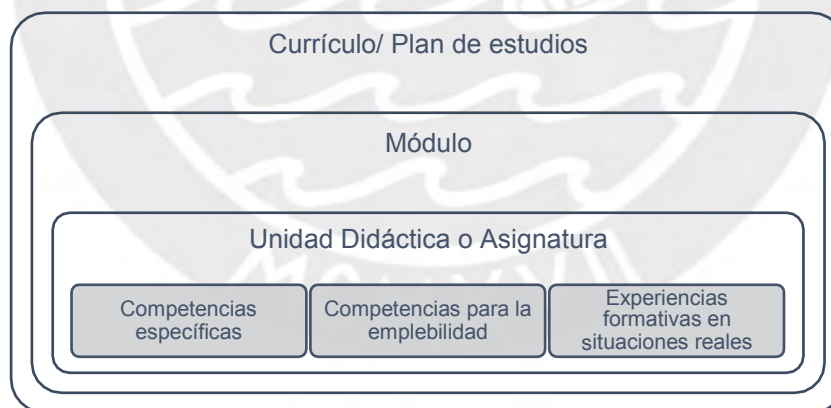 Currículo/ Plan de estudios
Módulo
Unidad Didáctica o Asignatura
Competencias
específicas
Competencias para la
emplebilidad
Experiencias
formativas en
situaciones reales